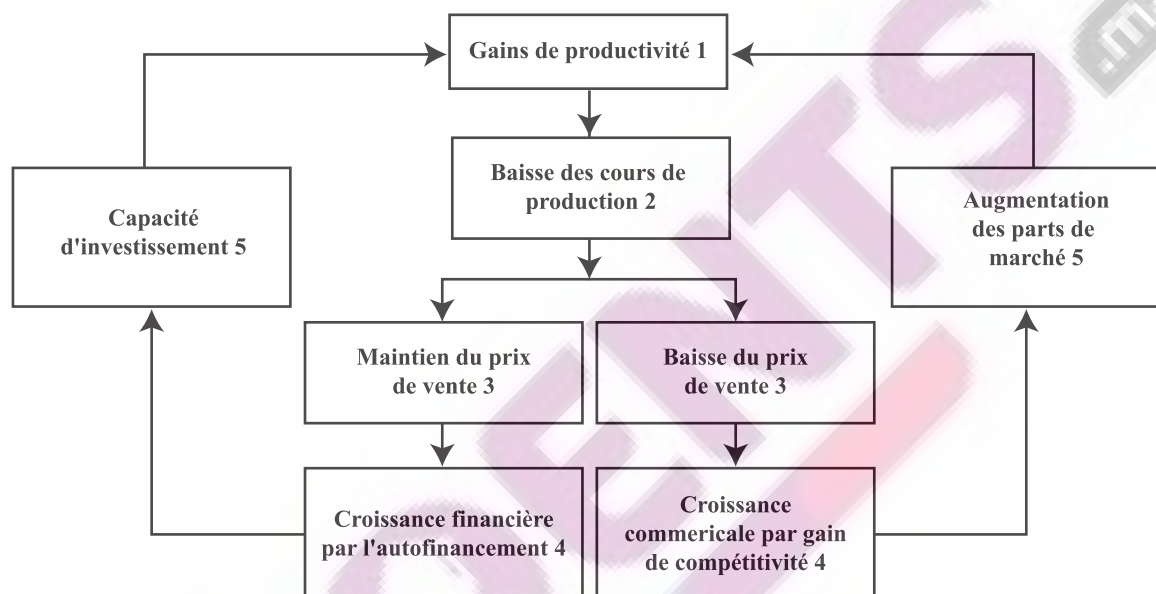 Gains de productivité 1
Baisse des cours de
production 2
Capacité
d'investissement 5
Augmentation
des parts de
marché 5
Maintien du prix
de vente 3
Baisse du prix
de vente 3
Croissance financière
par l'autofinancement 4
Croissance
commericale par gain
de compétitivité 4